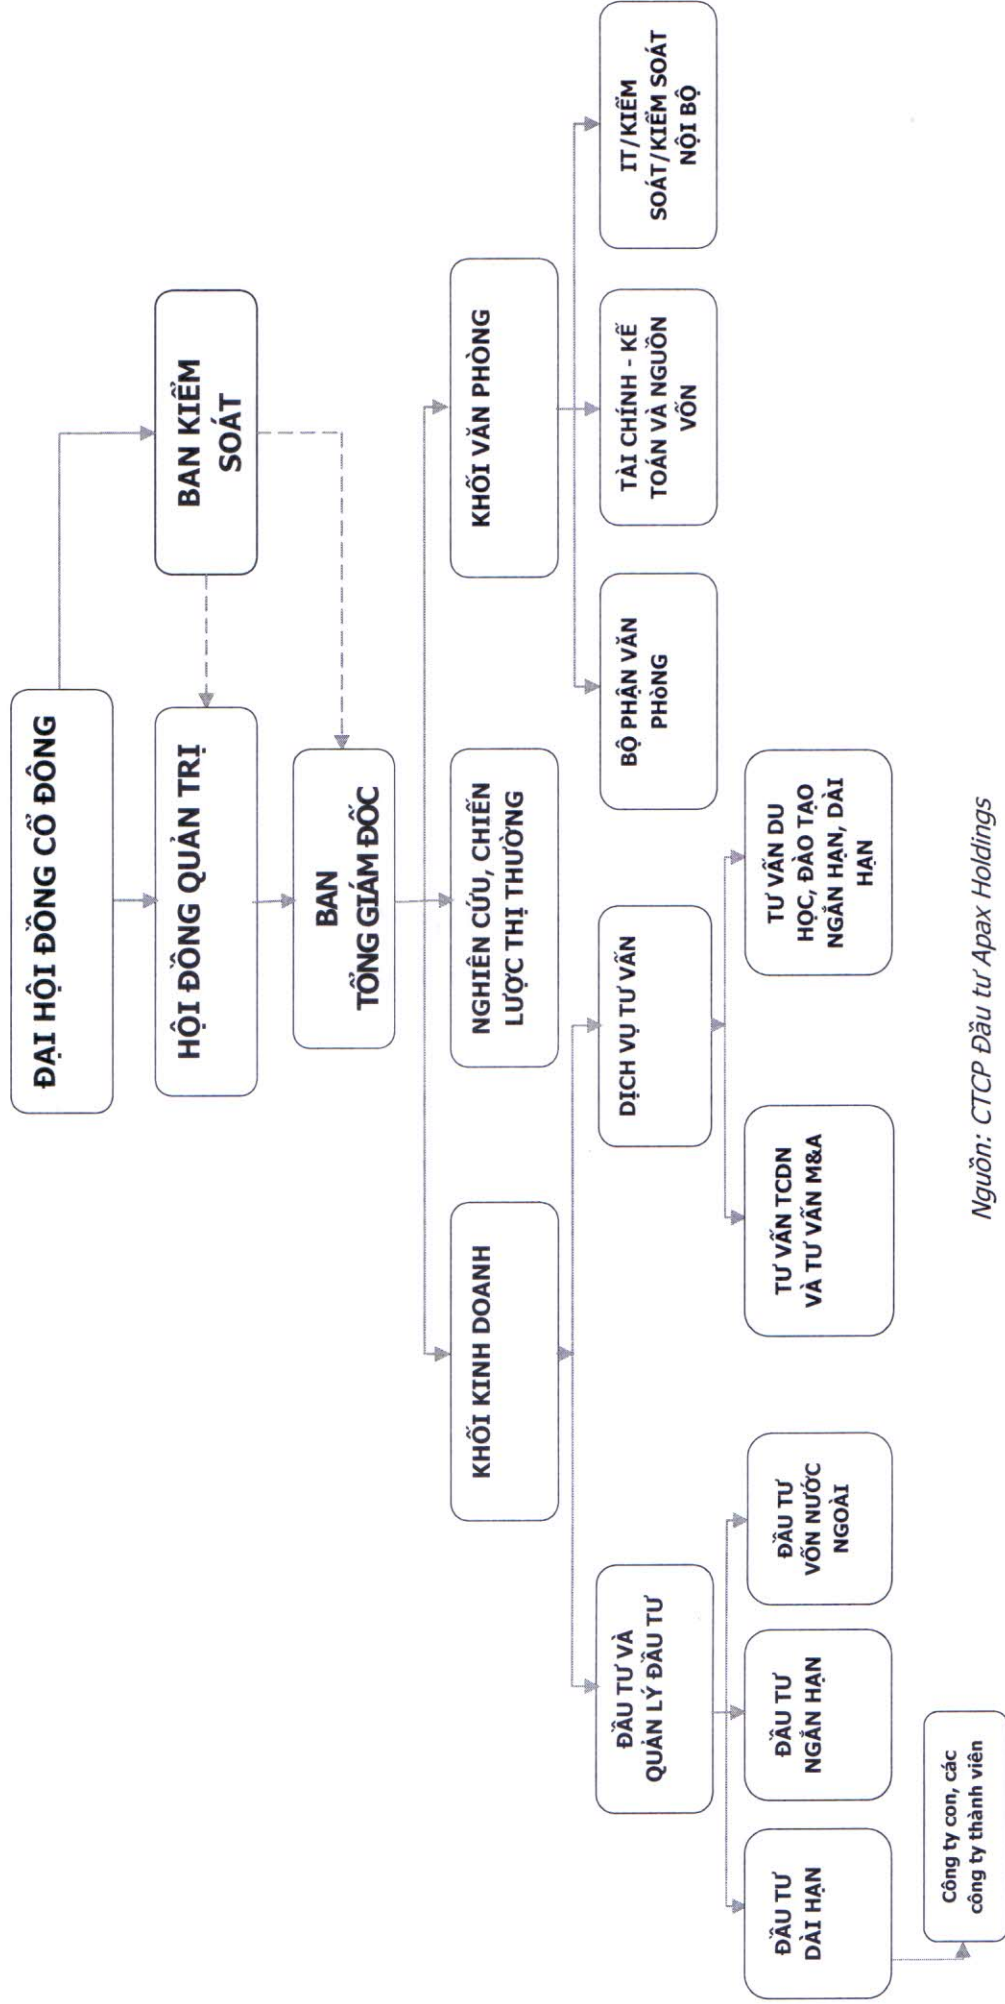 ĐẠI HỘI ĐỒNG CỔ ĐÔNG
BAN KIỂM
SOÁT
HỘI ĐỒNG QUẢN TRỊ
BAN
TỔNG GIÁM ĐỐC
KHỐI KINH DOANH
NGHIÊN CỨU, CHIẾN
LƯỢC THỊ THƯỜNG
KHỐI VĂN PHÒNG
ĐẦU TƯ VÀ
QUẢN LÝ ĐẦU TƯ
DỊCH VỤ TƯ VẤN
BỘ PHẬN VĂN
PHòNG
TÀI CHÍNH - KẾ
TOÁN VÀ NGUỒN
VỐN
IT/KIỂM
SOÁT/KIỂM SOÁT
NỘI BỘ
ĐẦU TƯ
DÀI HẠN
ĐẦU TƯ
NGẮN HẠN
ĐẦU TƯ
VỐN NƯỚC
NGOÀI
TƯ VẤN TCDN
VÀ TƯ VẤN M&A
TƯ VẤN DU
HỌC, ĐÀO TẠO
NGẮN HẠN, DÀI
HẠN
Công ty con, các
công ty thành viên
Nguồn: CTCP Đầu tư Apax Holdings